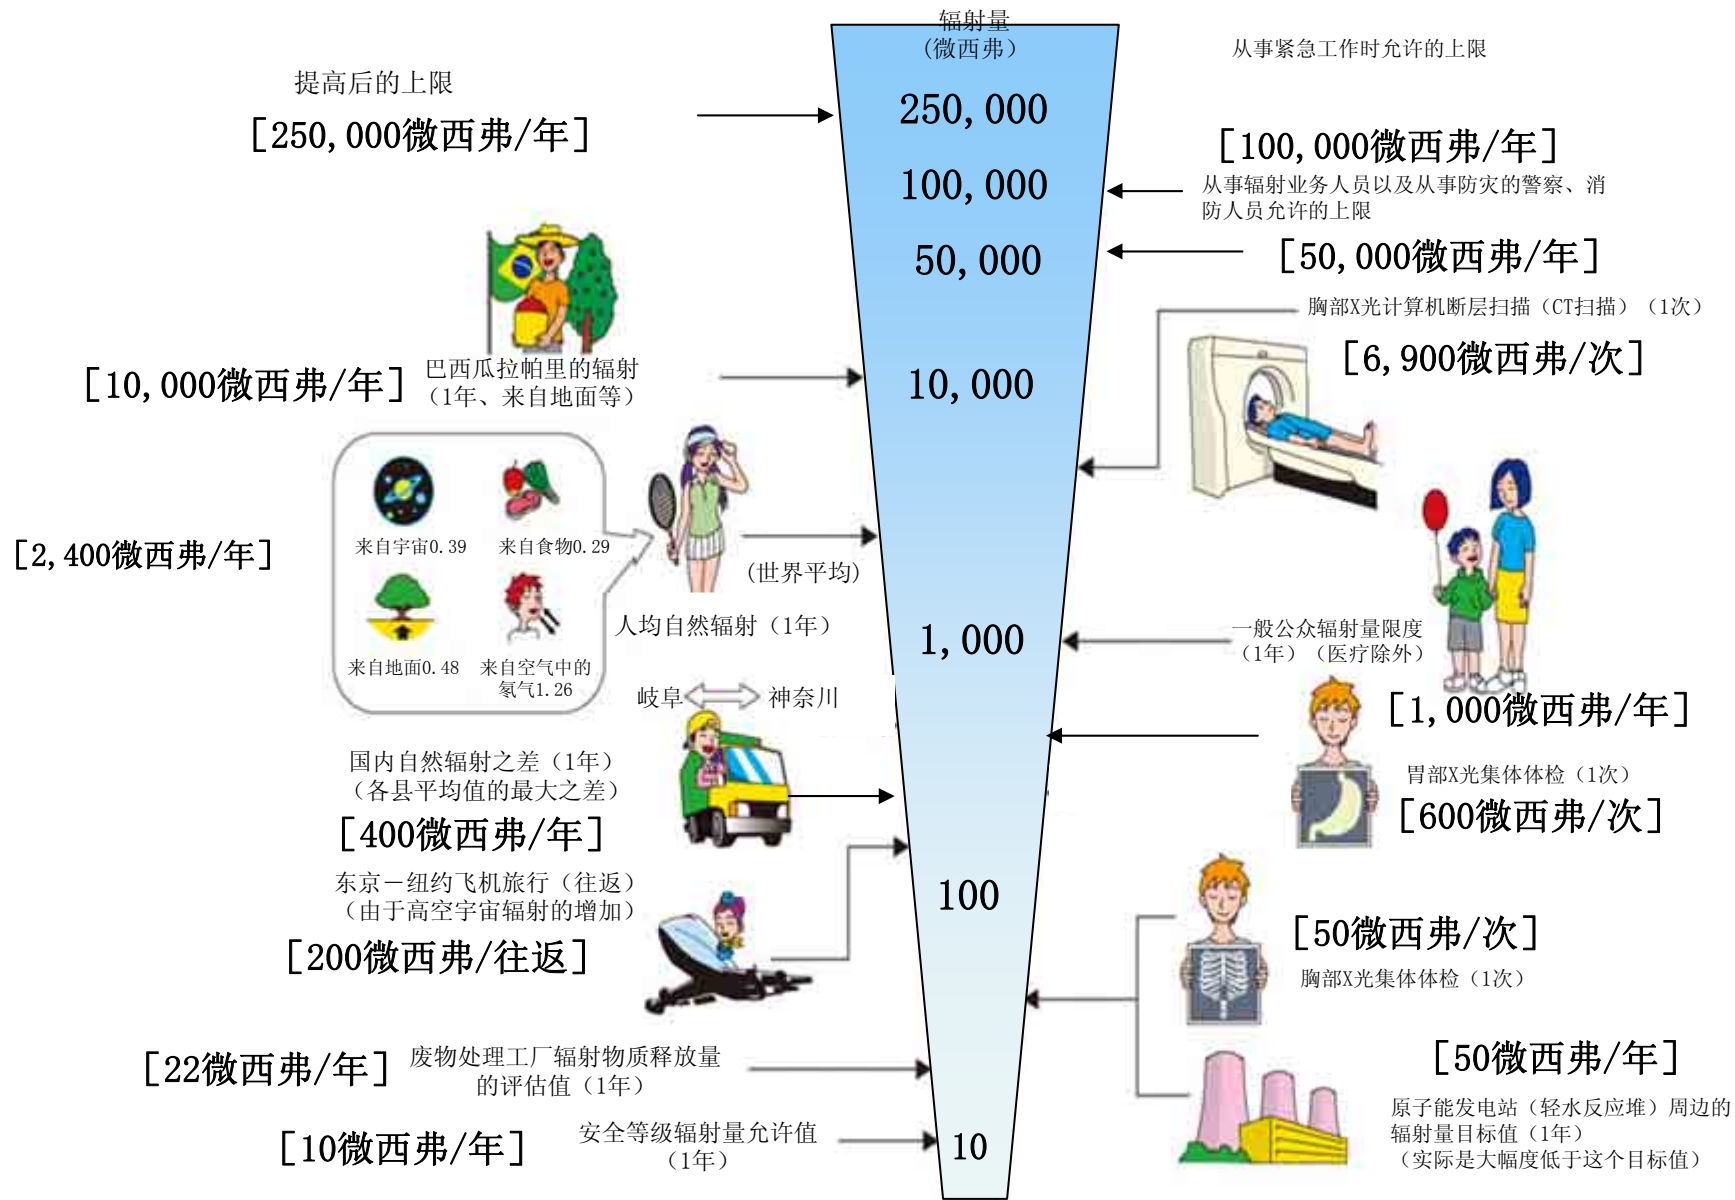 辐射量
(微西弗)
250,000
100,000
50,000
10,000
1,000
100
10
提高后的上限
[250,000微西弗/年]
[10,000微西弗/年]
巴西瓜拉帕里的辐射
（1年、来自地面等）
[2,400微西弗/年]
来自宇宙0.39
来自食物0.29
来自地面0.48
来自空气中的
氡气1.26
(世界平均)
人均自然辐射（1年）
岐阜
神奈川
国内自然辐射之差（1年）
（各县平均值的最大之差）
[400微西弗/年]
东京－纽约飞机旅行（往返）
（由于高空宇宙辐射的增加）
[200微西弗/往返]
[22微西弗/年]
废物处理工厂辐射物质释放量
的评估值（1年）
[10微西弗/年]
安全等级辐射量允许值
（1年）
从事紧急工作时允许的上限
[100,000微西弗/年]
从事辐射业务人员以及从事防灾的警察、消
防人员允许的上限
[50,000微西弗/年]
胸部X光计算机断层扫描（CT扫描）（1次）
[6,900微西弗/次]
一般公众辐射量限度
（1年）（医疗除外）
[1,000微西弗/年]
胃部X光集体体检（1次）
[600微西弗/次]
[50微西弗/次]
胸部X光集体体检（1次）
[50微西弗/年]
原子能发电站（轻水反应堆）周边的
辐射量目标值（1年）
（实际是大幅度低于这个目标值）